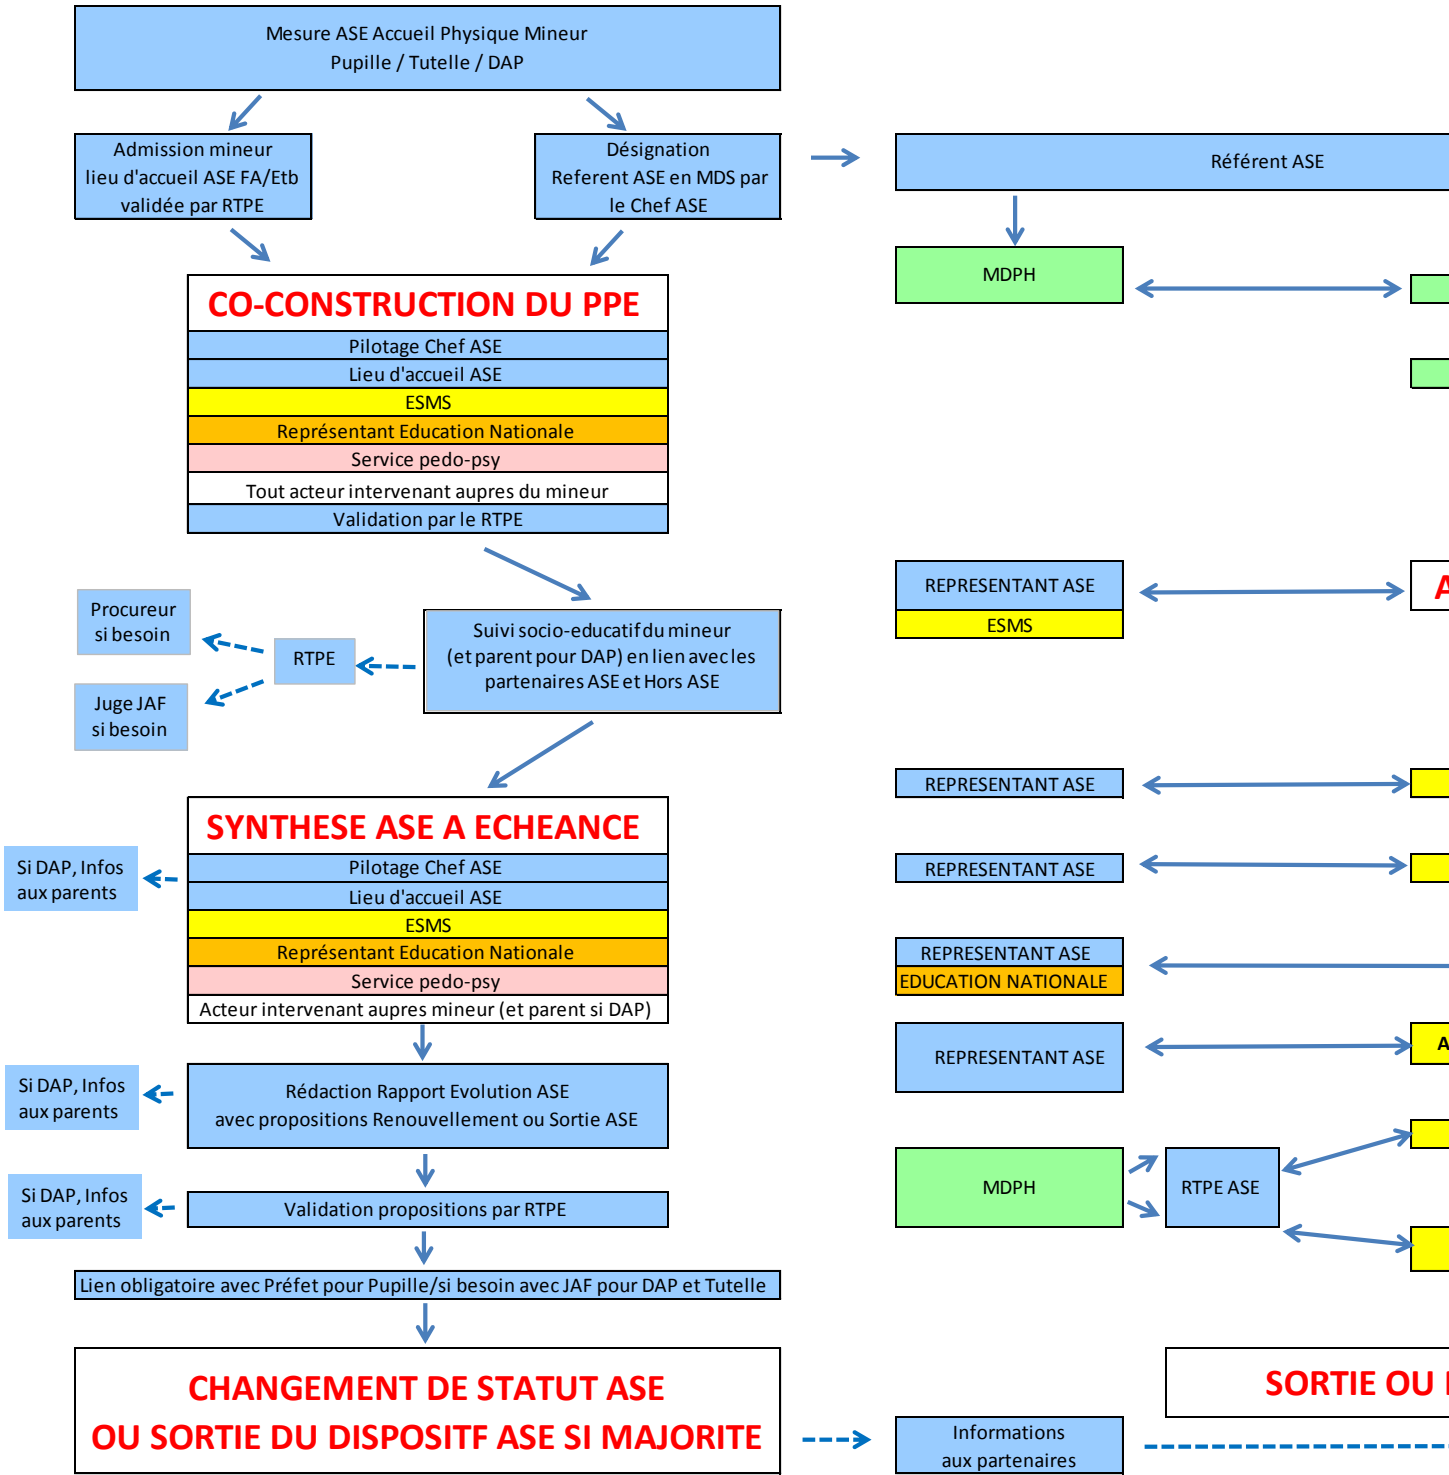 Mesure ASE Accueil Physique Mineur
Pupille / Tutelle / DAP
Admission mineur
lieu d'accueil ASE FA/Etb
validée par RTPE
Désignation
Referent ASE en MDS par
le Chef ASE
Référent ASE
MDPH
CO-CONSTRUCTION DU PPE
Pilotage Chef ASE
Lieu d'accueil ASE
ESMS
Représentant Education Nationale
Service pedo-psy
Tout acteur intervenant aupres du mineur
Validation par le RTPE
Procureur
si besoin
RTPE
Juge JAF
si besoin
Suivi socio-educatif du mineur
(et parent pour DAP) en lien avec les
partenaires ASE et Hors ASE
REPRESENTANT ASE
ESMS
A
REPRESENTANT ASE
REPRESENTANT ASE
SYNTHESE ASE A ECHEANCE
Pilotage Chef ASE
Lieu d'accueil ASE
ESMS
Représentant Education Nationale
Service pedo-psy
Acteur intervenant aupres mineur (et parent si DAP)
Si DAP, Infos
aux parents
REPRESENTANT ASE
EDUCATION NATIONALE
REPRESENTANT ASE
A
Si DAP, Infos
aux parents
Rédaction Rapport Evolution ASE
avec propositions Renouvellement ou Sortie ASE
MDPH
RTPE ASE
Si DAP, Infos
aux parents
Validation propositions par RTPE
Lien obligatoire avec Préfet pour Pupille/si besoin avec JAF pour DAP et Tutelle
CHANGEMENT DE STATUT ASE
OU SORTIE DU DISPOSITF ASE SI MAJORITE
SORTIE OU
Informations
aux partenaires